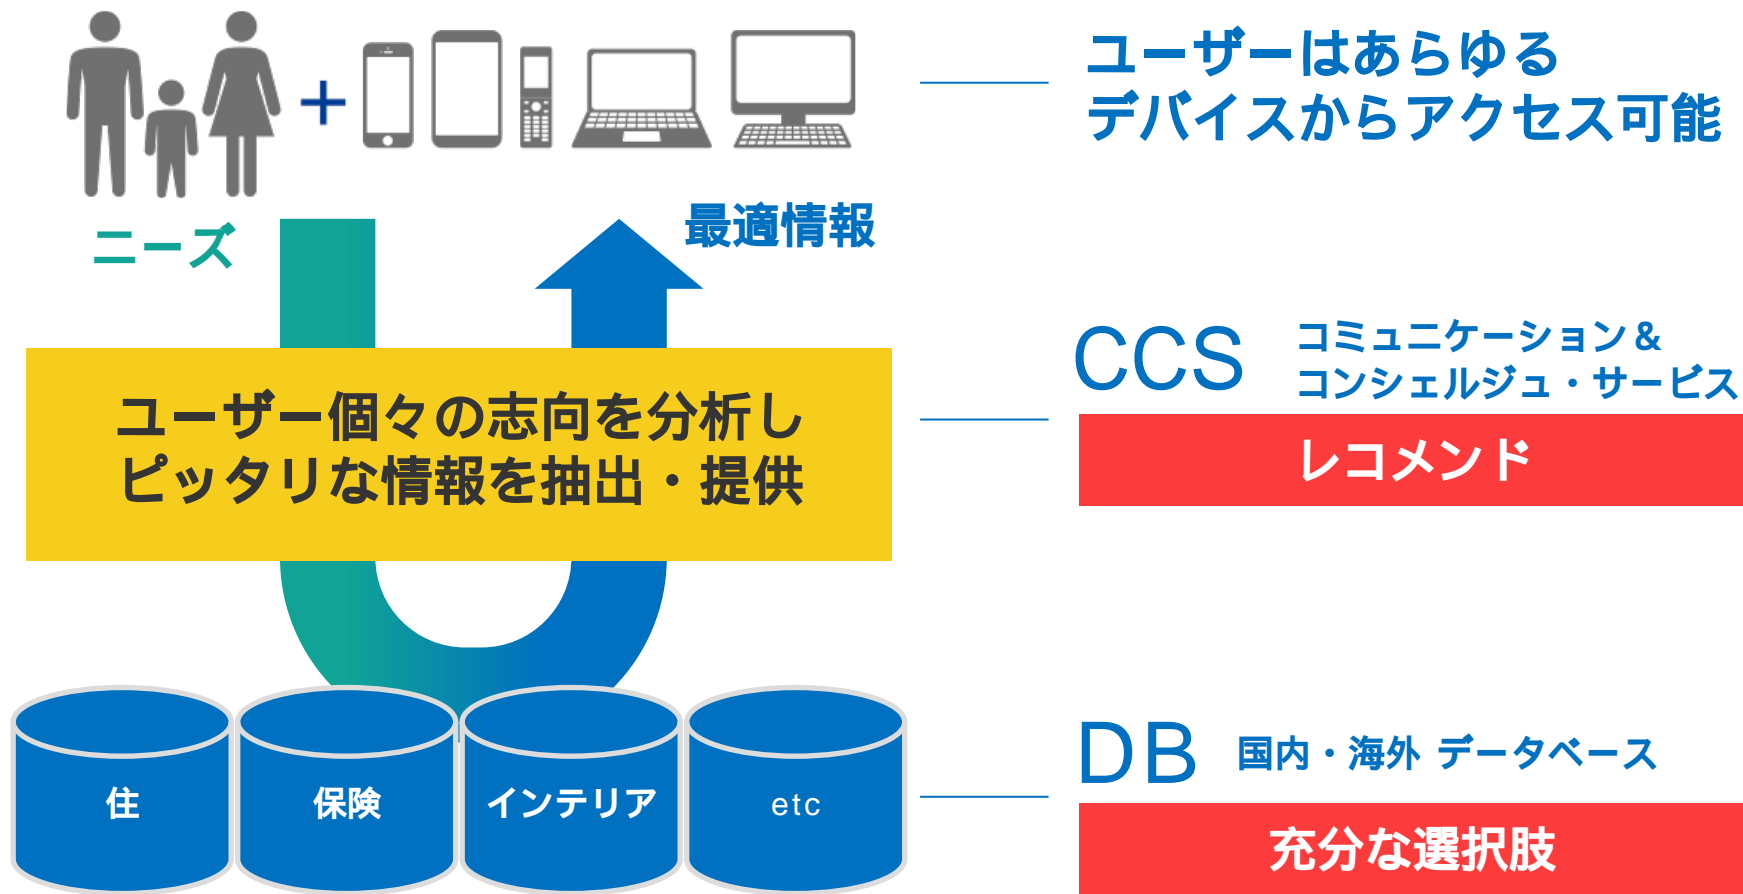 ユーザーはあらゆる
デバイスからアクセス可能
ニーズ
最適情報
ユーザー個々の志向を分析し
ピッタリな情報を抽出・提供
CCS
コミュニケーション&
コンシェルジュ・サービス
レコメンド
住
保険
インテリア
etc
DB 国内・海外 データベース
充分な選択肢